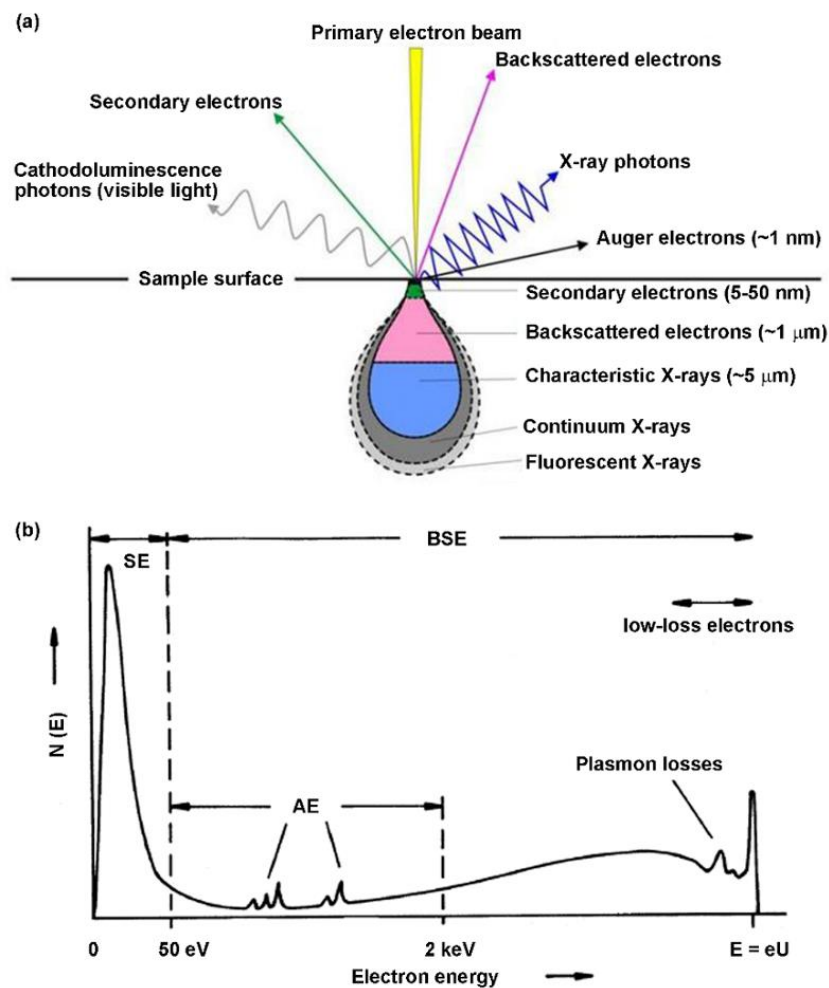 (a)
Primary electron beam
Backscattered electrons
Secondary electrons
Cathodoluminescence
photons (visible light)
X-ray photons
Auger electrons (~1 nm)
Sample surface
Secondary electrons (5-50 nm)
Backscattered electrons (~1 μm)
Characteristic X-rays (~5 μm)
Continuum X-rays
Fluorescent X-rays
(b)
SE
BSE
low-loss electrons
N (E)
Plasmon losses
AE
0
50 eV
2 keV
E = eU
Electron energy